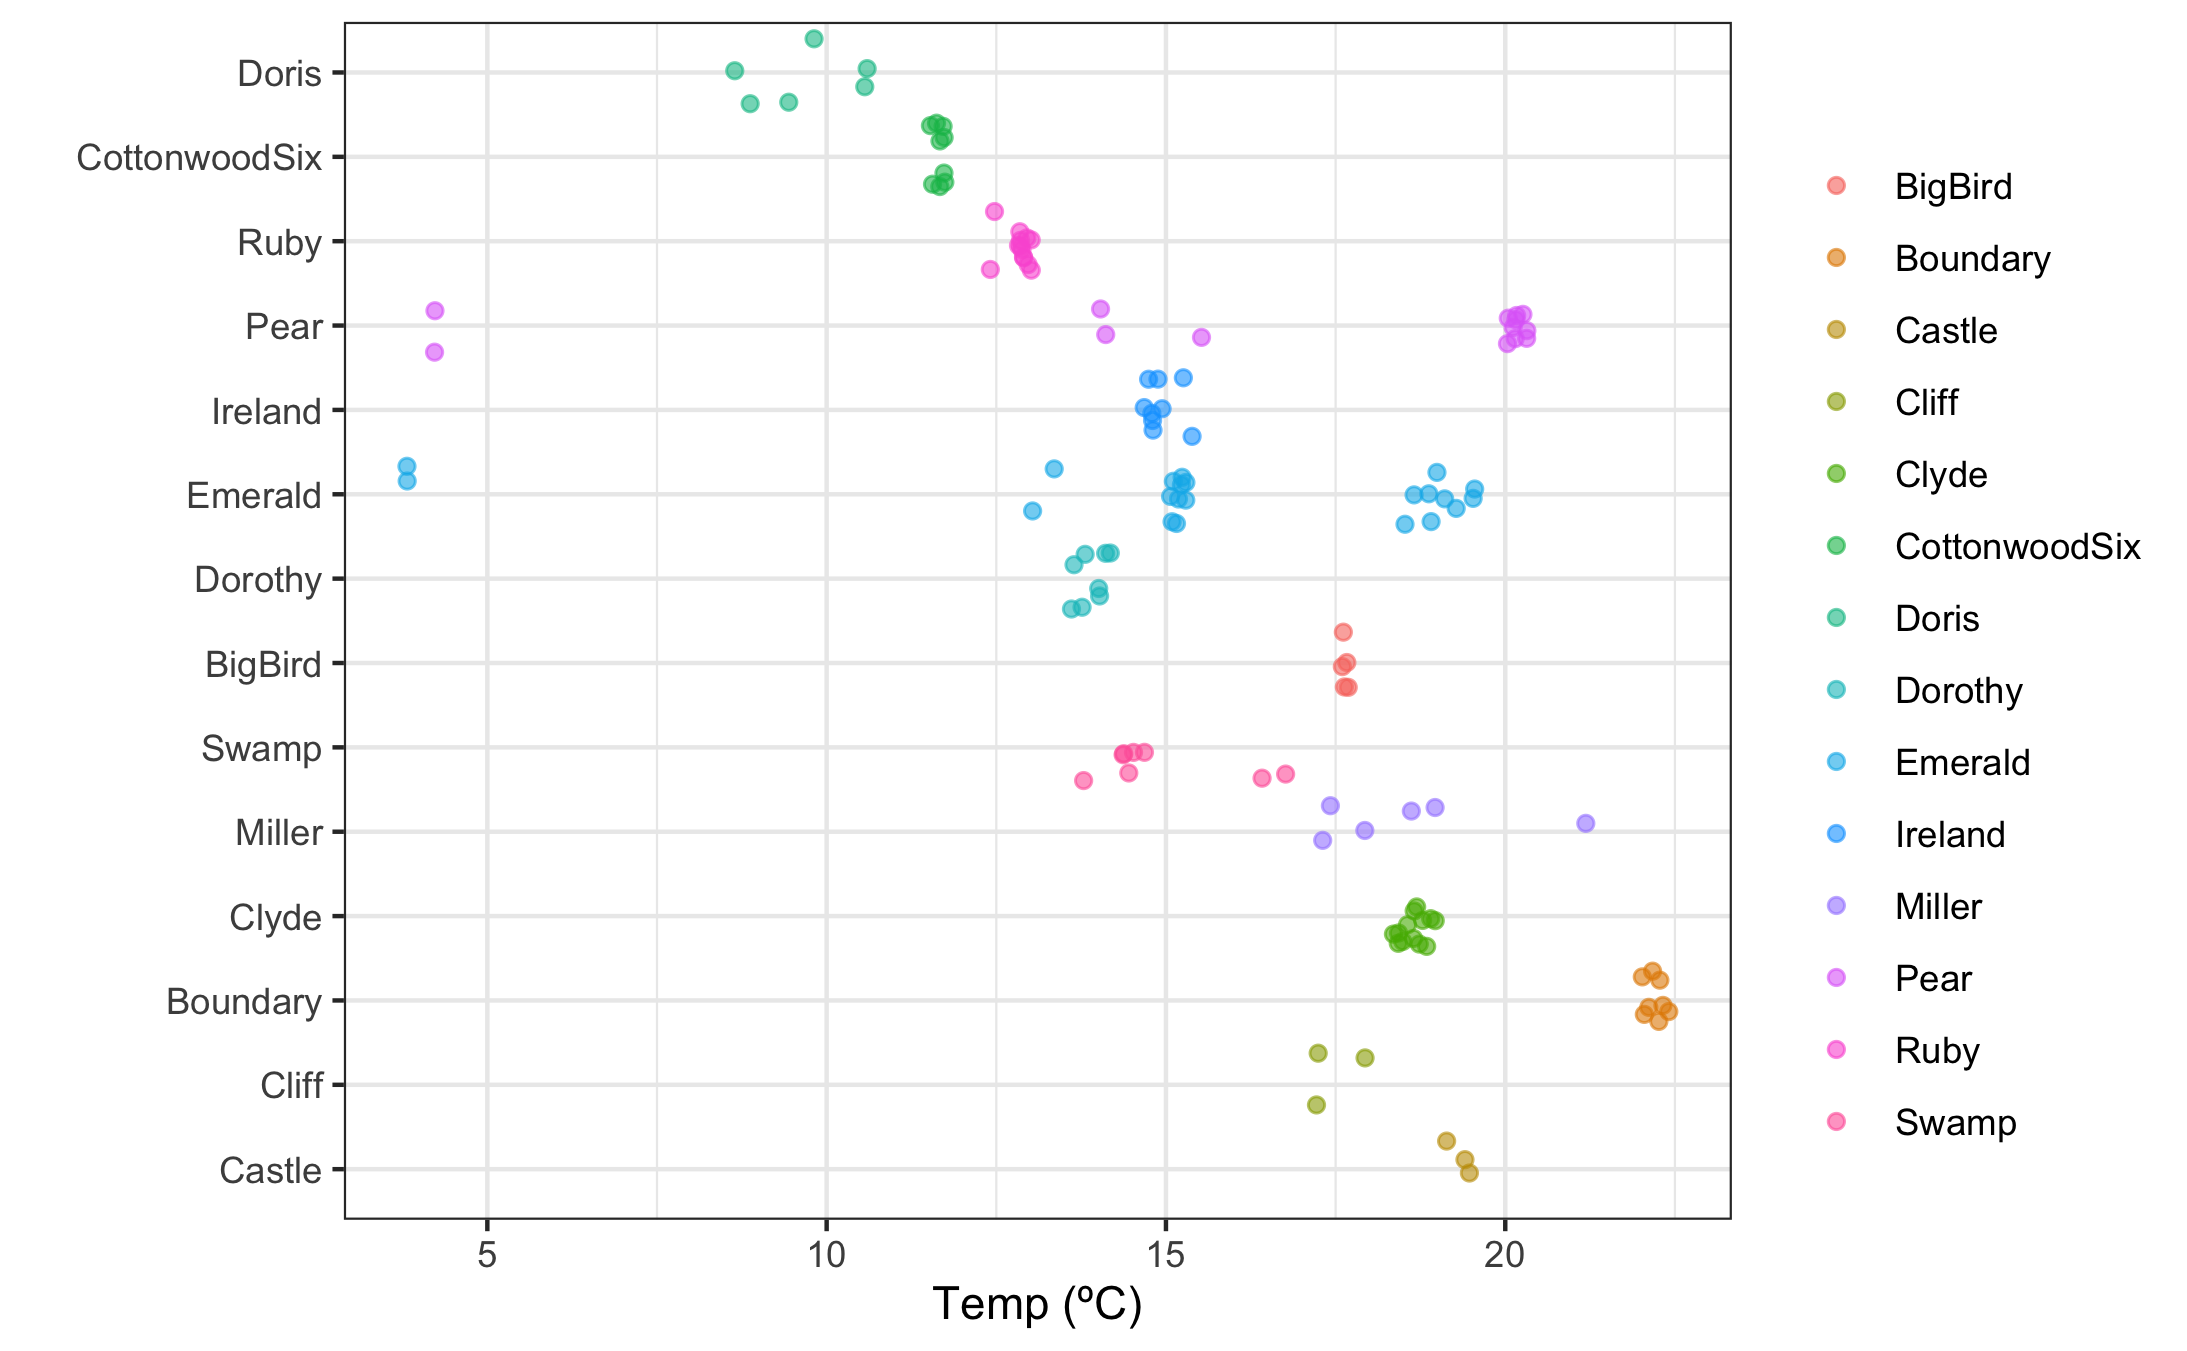 Doris
CottonwoodSix
Ruby
Pear
Ireland
Emerald
Dorothy
BigBird
Swamp
Miller
Clyde
Boundary
Cliff
Castle
5 10 15 20
Temp (ºC)
BigBird
Boundary
Castle
Cliff
Clyde
CottonwoodSix
Doris
Dorothy
Emerald
Ireland
Miller
Pear
Ruby
Swamp